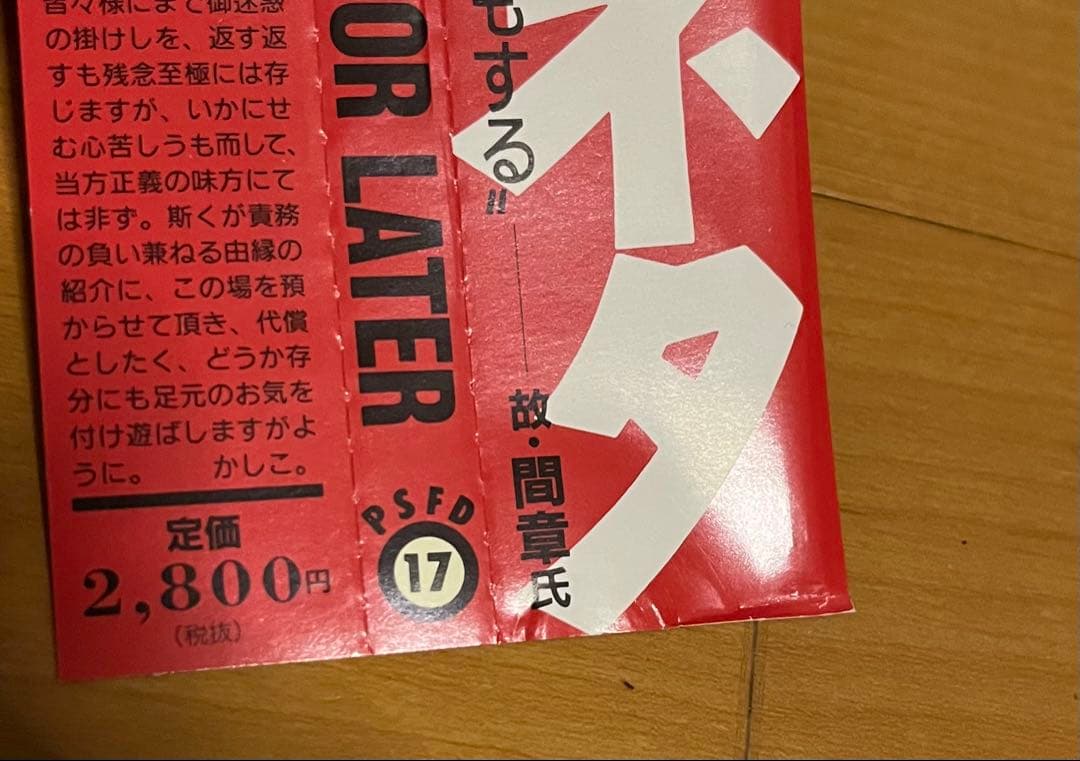 皆々様にまで御迷惑
の掛けしを、返す返
すも残念至極には存
じますが、いかにせ
む心苦しうも而して、
当方正義の味方にて
は非ず。斯くが責務
の負い兼ねる由縁の
紹介に、この場を預
からせて頂き、代償
としたく、どうか存
分にも足元のお気を
付け遊ばしますがよ
うに。 かしこ。
定価
2,800円
(税抜)
OR LATER
PSFD
17
もする〃——故・間章氏
ネタ